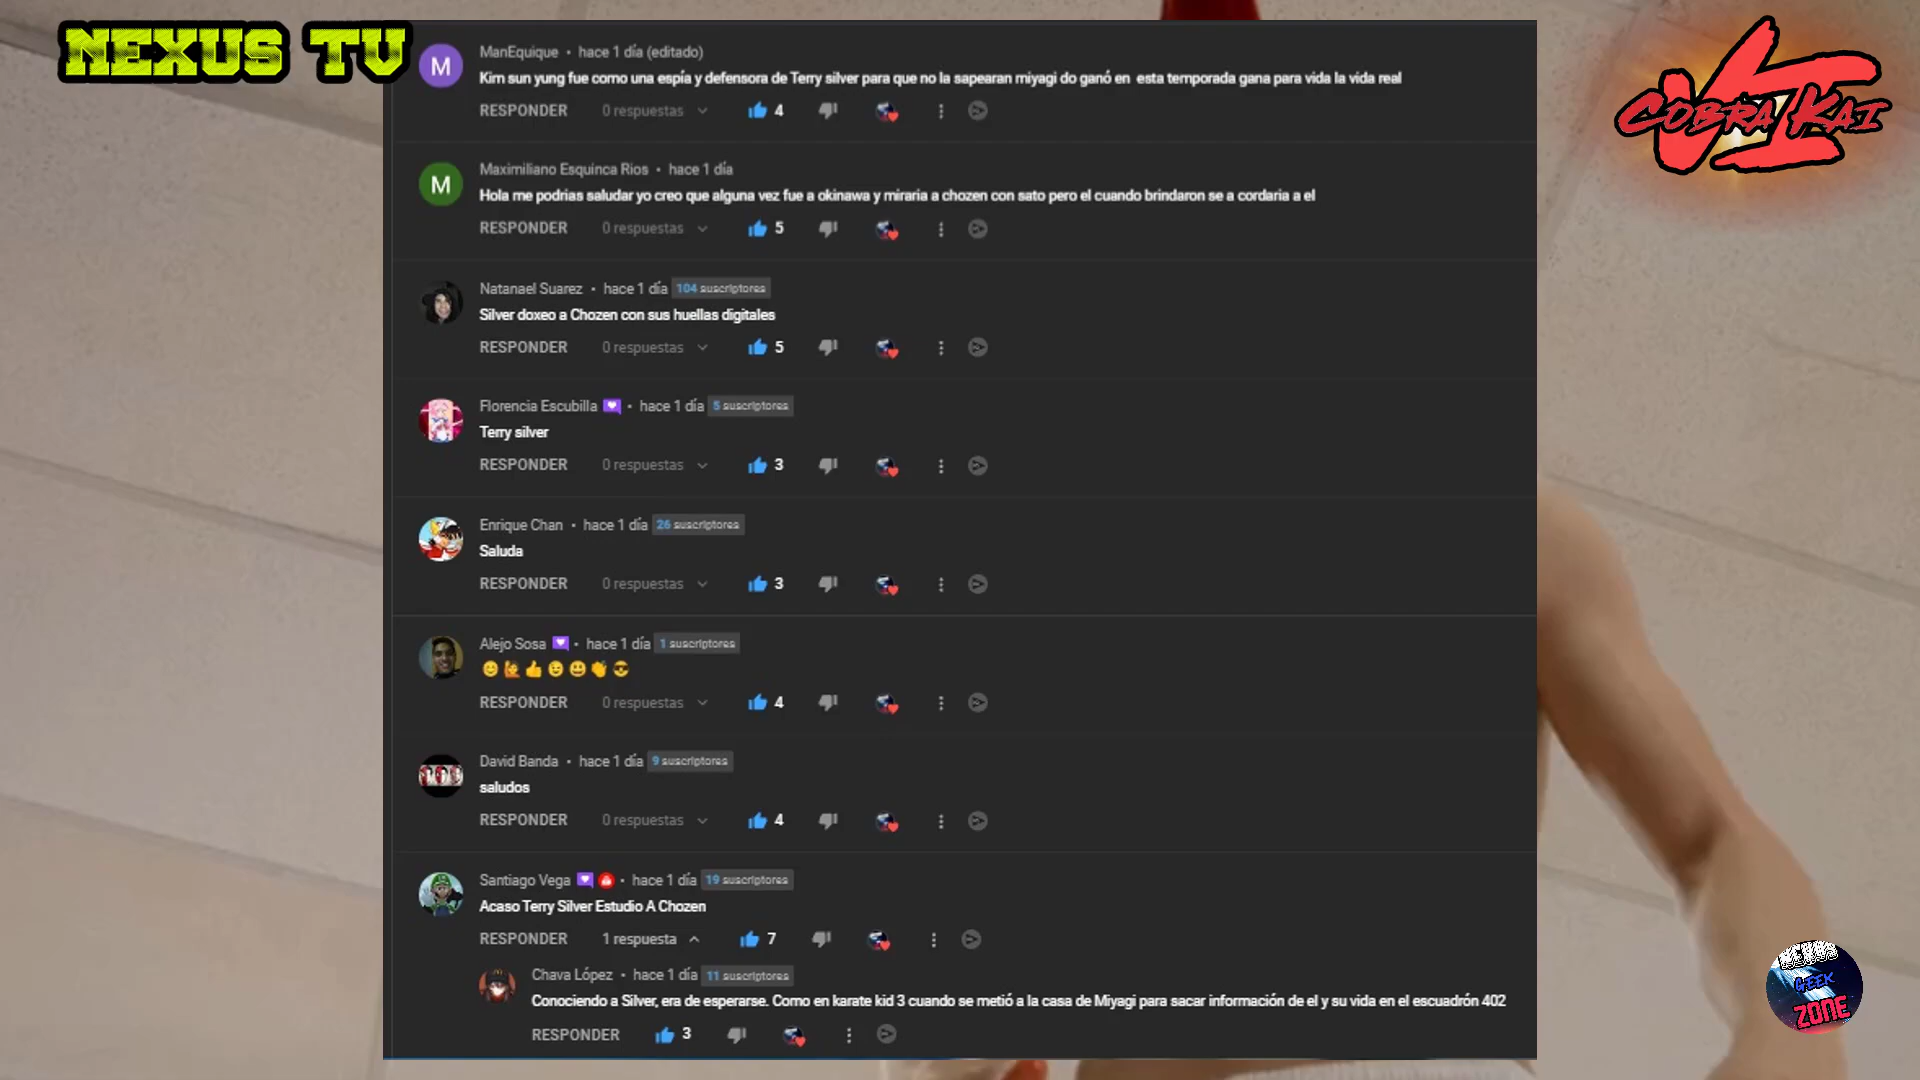 NEXUS TV
VI
COBRA KAI
M
ManEquique • hace 1 día (editado)
Kim sun yung fue como una espía y defensora de Terry silver para que no la sapearan miyagi do ganó en esta temporada gana para vida la vida real
RESPONDER 0 respuestas 4
M
Maximiliano Esquinca Rios • hace 1 día
Hola me podrias saludar yo creo que alguna vez fue a okinawa y miraria a chozen con sato pero el cuando brindaron se a cordaria a el
RESPONDER 0 respuestas 5
Natanael Suarez • hace 1 día 104 suscriptores
Silver doxeo a Chozen con sus huellas digitales
RESPONDER 0 respuestas 5
Florencia Escubilla • hace 1 día 5 suscriptores
Terry silver
RESPONDER 0 respuestas 3
Enrique Chan • hace 1 día 26 suscriptores
Saluda
RESPONDER 0 respuestas 3
Alejo Sosa • hace 1 día 1 suscriptores
😊🙋👍😉😃👏😎
RESPONDER 0 respuestas 4
David Banda • hace 1 día 9 suscriptores
saludos
RESPONDER 0 respuestas 4
Santiago Vega • hace 1 día 19 suscriptores
Acaso Terry Silver Estudio A Chozen
RESPONDER 1 respuesta 7
Chava López • hace 1 día 11 suscriptores
Conociendo a Silver, era de esperarse. Como en karate kid 3 cuando se metió a la casa de Miyagi para sacar información de el y su vida en el escuadrón 402
RESPONDER 3
NEXUS
GEEK
ZONE